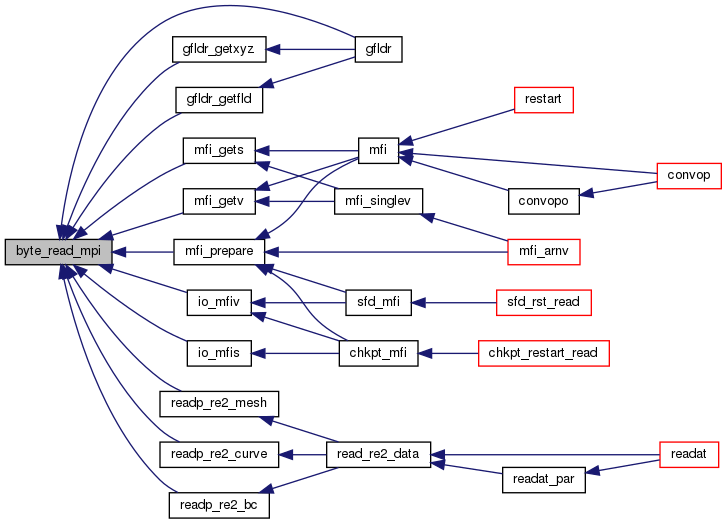 gfldr_getxyz
gfldr
gfldr_getfld
restart
mfi_gets
mfi
convop
mfi_getv
mfi_singlev
convopo
byte_read_mpi
mfi_prepare
mfi_arnv
io_mfiv
sfd_mfi
sfd_rst_read
io_mfis
chkpt_mfi
chkpt_restart_read
readp_re2_mesh
readp_re2_curve
read_re2_data
readat
readat_par
readp_re2_bc